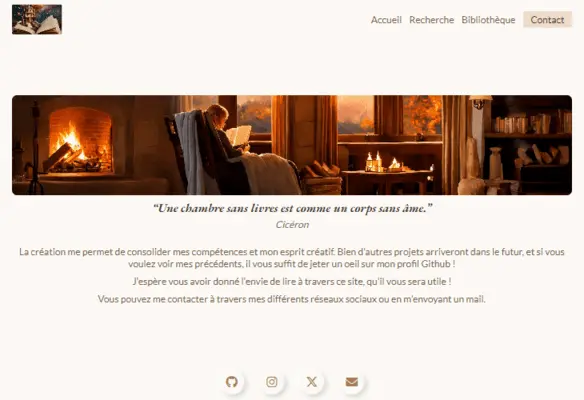 Accueil Recherche Bibliothèque Contact
“Une chambre sans livres est comme un corps sans âme.”
Cicéron
La création me permet de consolider mes compétences et mon esprit créatif. Bien d'autres projets arriveront dans le futur, et si vous
voulez voir mes précédents, il vous suffit de jeter un oeil sur mon profil Github !
J'espère vous avoir donné l'envie de lire à travers ce site, qu'il vous sera utile !
Vous pouvez me contacter à travers mes différents réseaux sociaux ou en m'envoyant un mail.